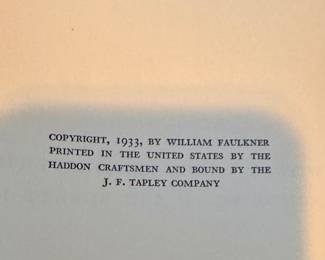 COPYRIGHT, 1933, BY WILLIAM FAULKNER
PRINTED IN THE UNITED STATES BY THE
HADDON CRAFTSMEN AND BOUND BY THE
J. F. TAPLEY COMPANY